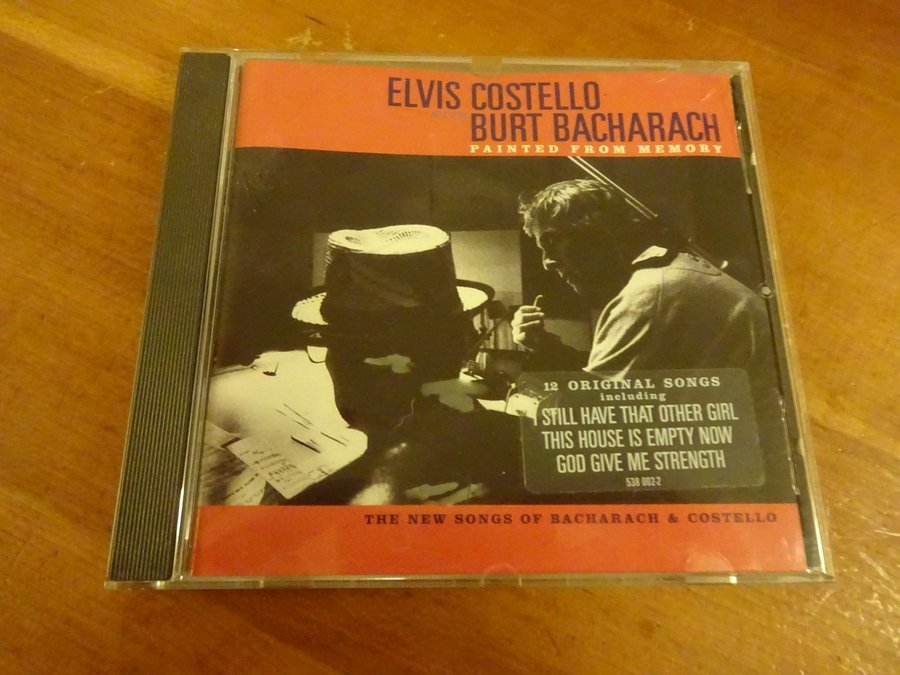 ELVIS COSTELLO
WITH
BURT BACHARACH
PAINTED FROM MEMORY
12 ORIGINAL SONGS
including
I STILL HAVE THAT OTHER GIRL
THIS HOUSE IS EMPTY NOW
GOD GIVE ME STRENGTH
538 002-2
THE NEW SONGS OF BACHARACH & COSTELLO